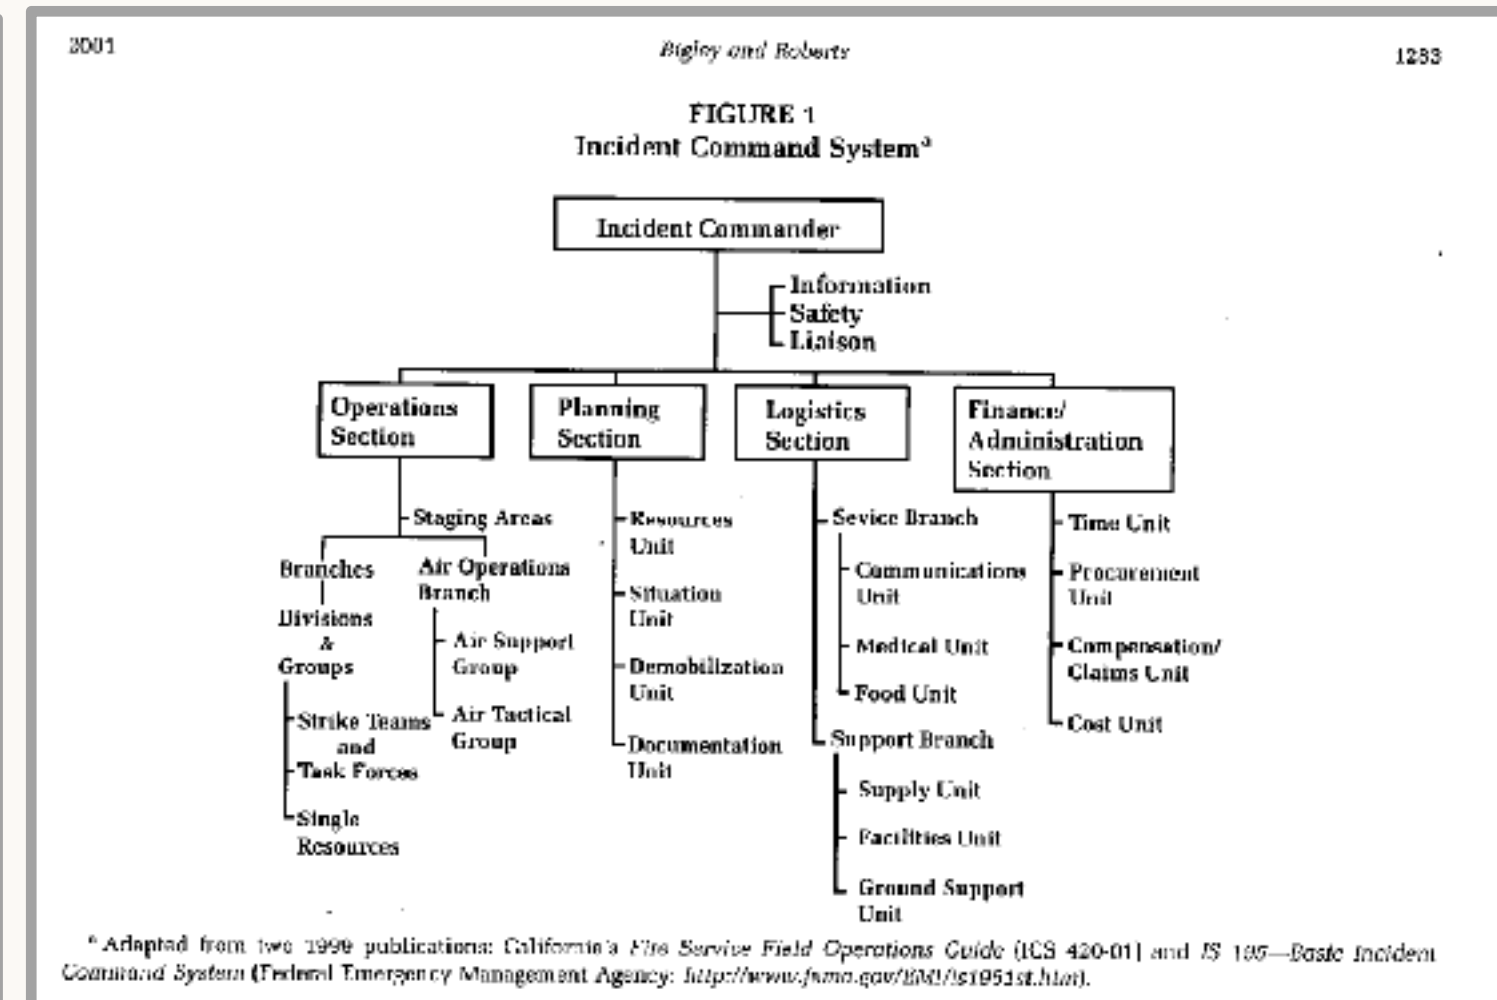 2001
Bigley and Roberts
1283
FIGURE 1
Incident Command Systemᵃ
Incident Commander
Information
Safety
Liaison
Operations
Section
Planning
Section
Logistics
Section
Finance/
Administration
Section
Staging Areas
Branches
Divisions
&
Groups
Strike Teams
and
Task Forces
Single
Resources
Air Operations
Branch
Air Support
Group
Air Tactical
Group
Resources
Unit
Situation
Unit
Demobilization
Unit
Documentation
Unit
Sevice Branch
Communications
Unit
Medical Unit
Food Unit
Support Branch
Supply Unit
Facilities Unit
Ground Support
Unit
Time Unit
Procurement
Unit
Compensation/
Claims Unit
Cost Unit
ᵃ Adapted from two 1999 publications: California's Fire Service Field Operations Guide (ICS 420-01) and IS 195—Basic Incident
Command System (Federal Emergency Management Agency: